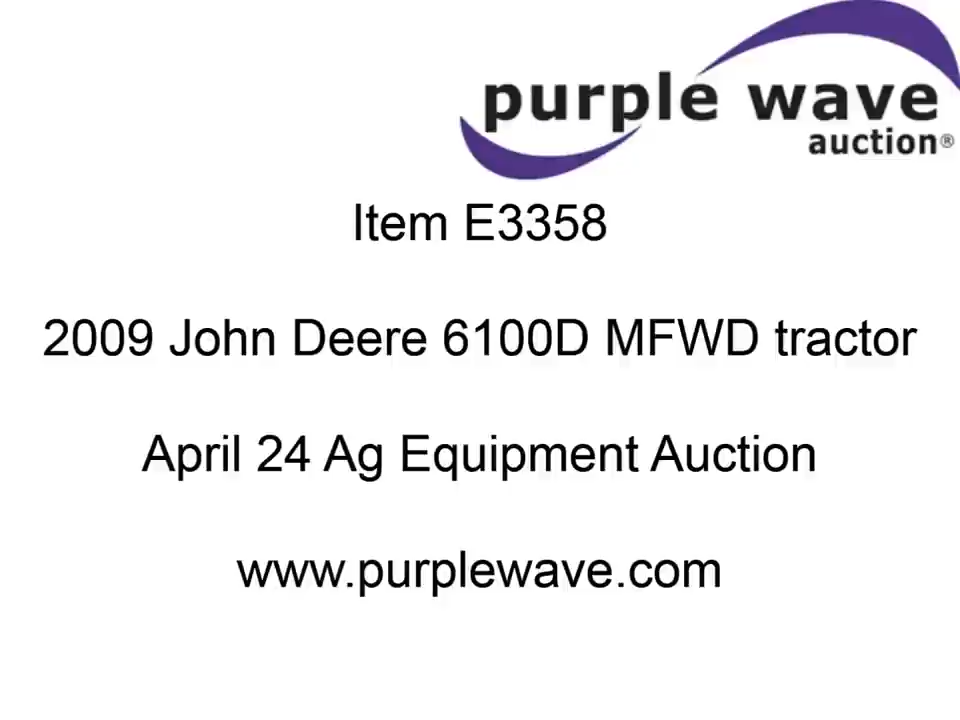 purple wave
auction®
Item E3358
2009 John Deere 6100D MFWD tractor
April 24 Ag Equipment Auction
www.purplewave.com